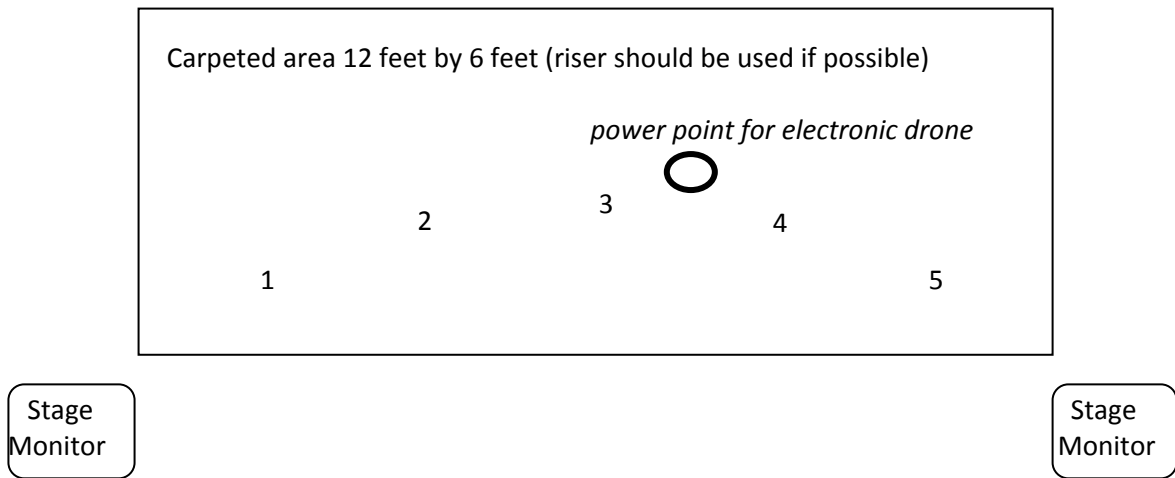 Carpeted area 12 feet by 6 feet (riser should be used if possible)
power point for electronic drone
3
2
4
1
5
Stage
Monitor
Stage
Monitor